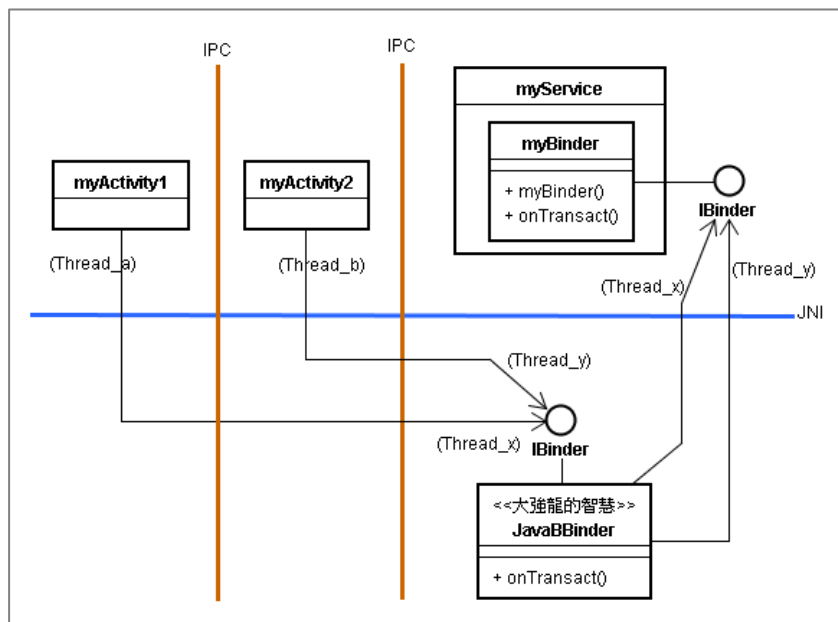 IPC
IPC
myService
myBinder
+ myBinder()
+ onTransact()
IBinder
myActivity1
myActivity2
(Thread_a)
(Thread_b)
(Thread_x)
(Thread_y)
JNI
(Thread_y)
(Thread_x)
IBinder
<<大強龍的智慧>>
JavaBBinder
+ onTransact()